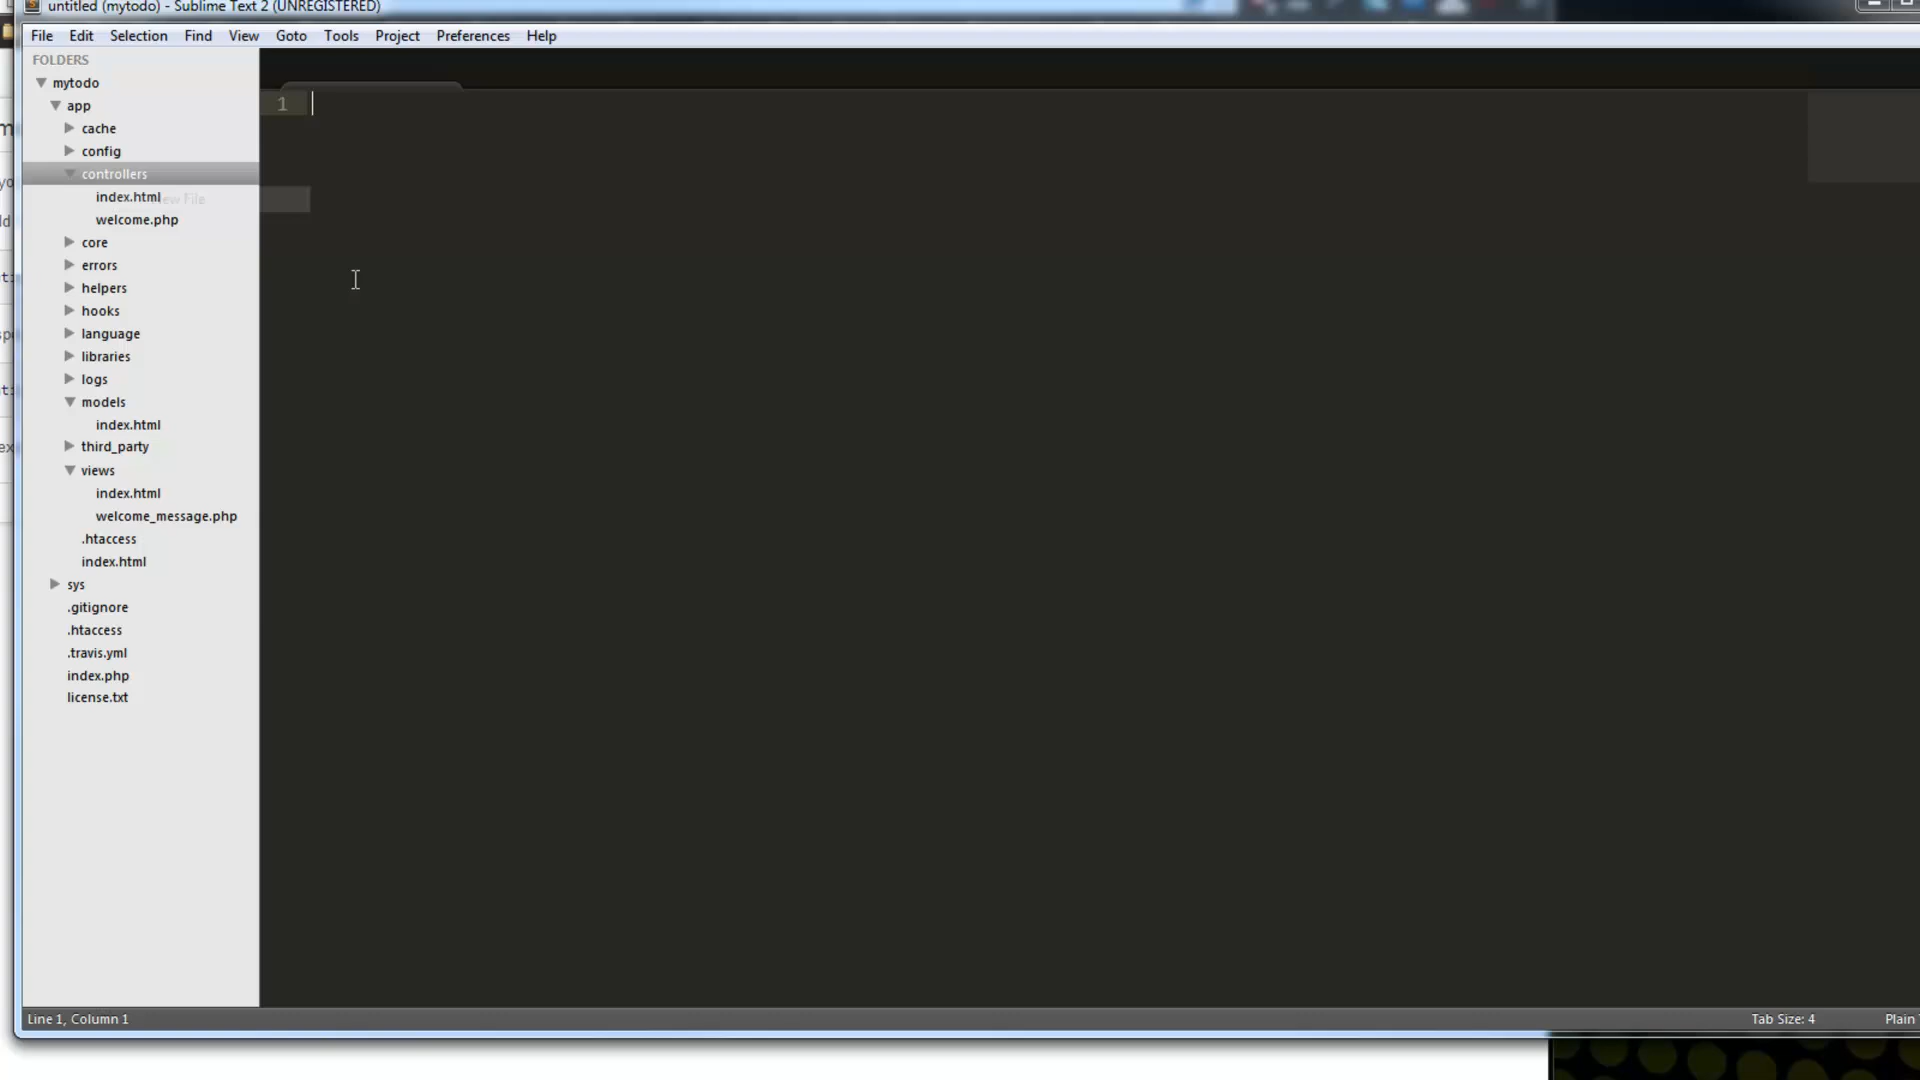 untitled (mytodo) - Sublime Text 2 (UNREGISTERED)
File Edit Selection Find View Goto Tools Project Preferences Help
FOLDERS
mytodo
app
cache
config
controllers
index.html
New File
welcome.php
core
errors
helpers
hooks
language
libraries
logs
models
index.html
third_party
views
index.html
welcome_message.php
.htaccess
index.html
sys
.gitignore
.htaccess
.travis.yml
index.php
license.txt
1
Line 1, Column 1
Tab Size: 4
Plain